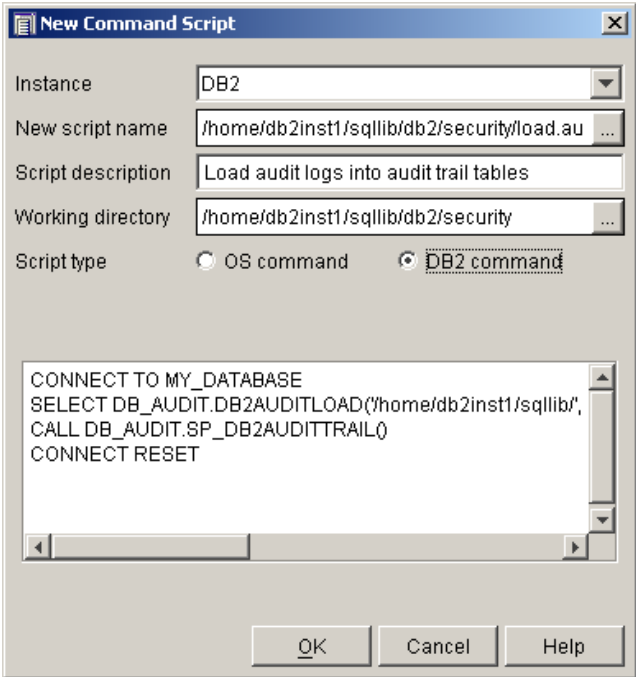 New Command Script
Instance DB2
New script name /home/db2inst1/sqllib/db2/security/load.au ...
Script description Load audit logs into audit trail tables
Working directory /home/db2inst1/sqllib/db2/security ...
Script type OS command DB2 command
CONNECT TO MY_DATABASE
SELECT DB_AUDIT.DB2AUDITLOAD('/home/db2inst1/sqllib/',
CALL DB_AUDIT.SP_DB2AUDITTRAIL()
CONNECT RESET
OK Cancel Help